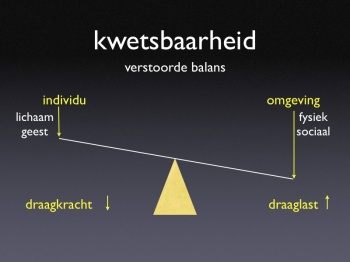 kwetsbaarheid
verstoorde balans
individu
omgeving
lichaam
geest
fysiek
sociaal
draagkracht ↓
draaglast ↑